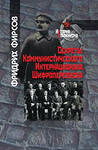 ФРИДРИХ ФИРСОВ
СЕКРЕТЫ
КОММУНИСТИЧЕСКОГО
ИНТЕРНАЦИОНАЛА
ШИФРОПЕРЕПИСКА